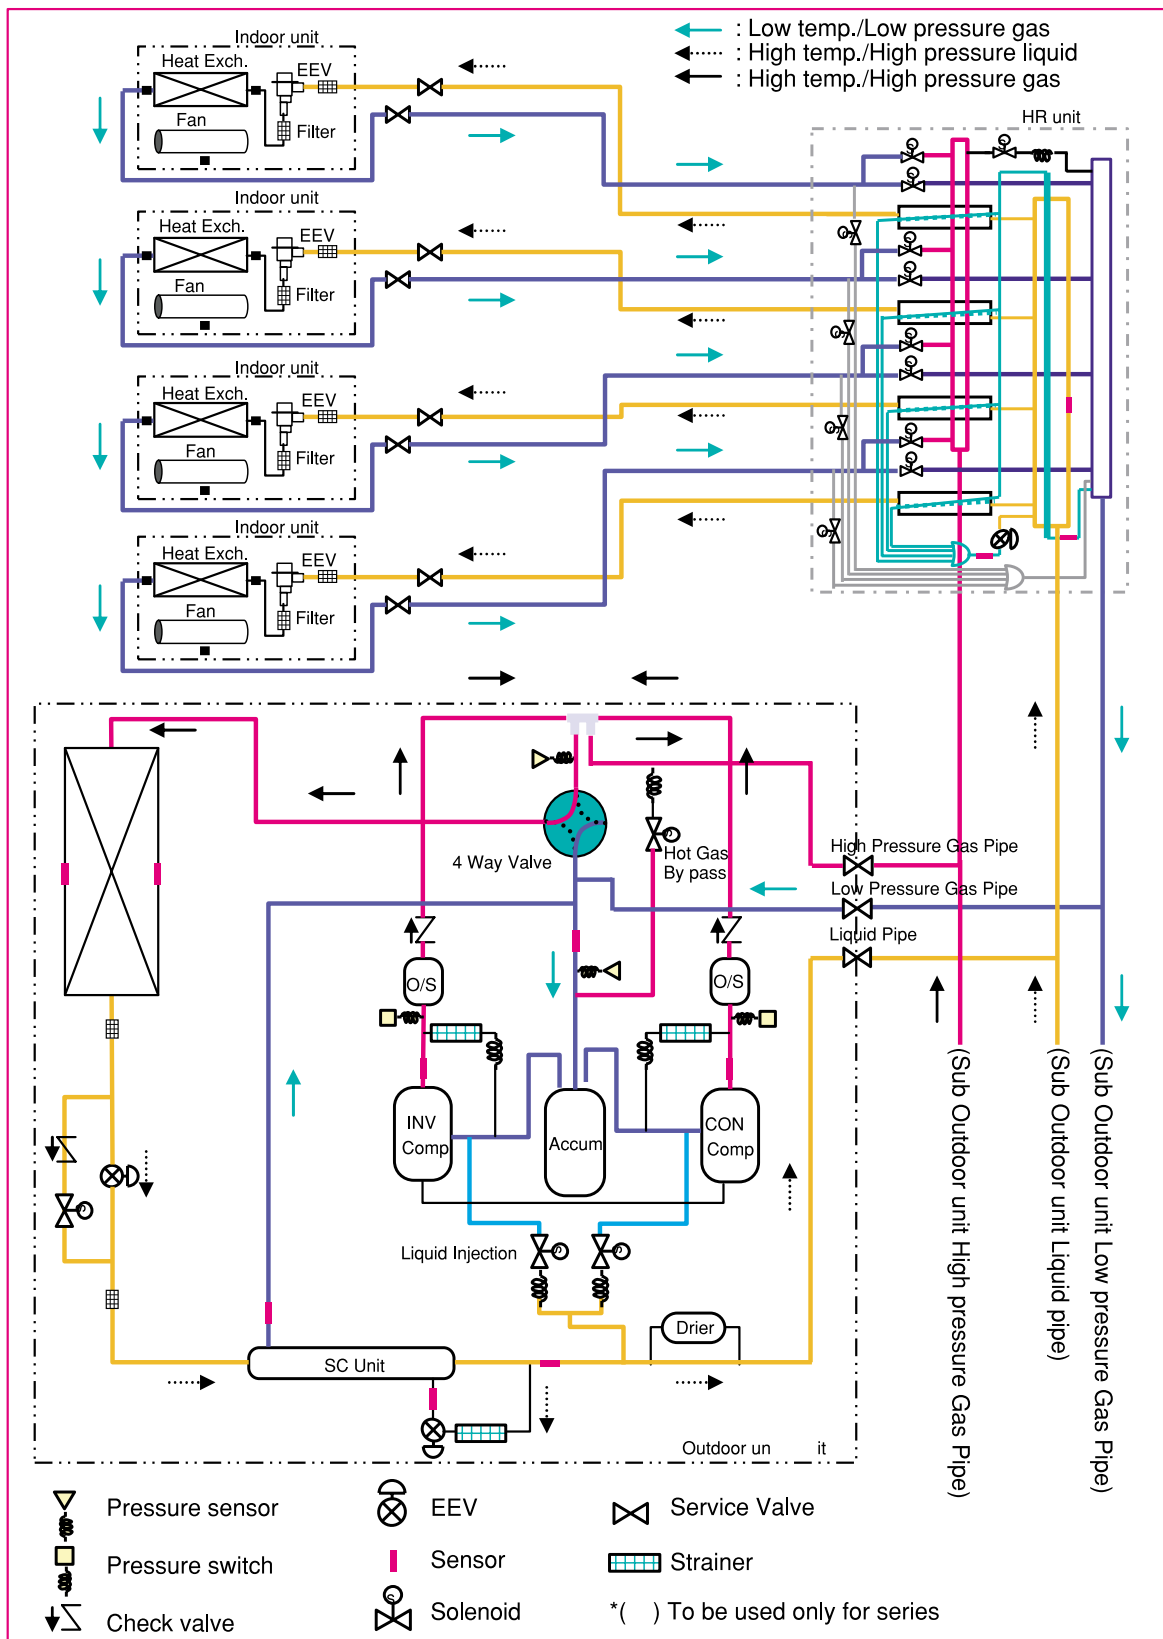 : Low temp./Low pressure gas
: High temp./High pressure liquid
: High temp./High pressure gas
Indoor unit
Heat Exch.
EEV
Fan
Filter
Indoor unit
Heat Exch.
EEV
Fan
Filter
Indoor unit
Heat Exch.
EEV
Fan
Filter
Indoor unit
Heat Exch.
EEV
Fan
Filter
HR unit
4 Way Valve
Hot Gas
By pass
High Pressure Gas Pipe
Low Pressure Gas Pipe
Liquid Pipe
O/S
O/S
INV
Comp
Accum
CON
Comp
Liquid Injection
Drier
SC Unit
Outdoor un it
(Sub Outdoor unit High pressure Gas Pipe)
(Sub Outdoor unit Liquid pipe)
(Sub Outdoor unit Low pressure Gas Pipe)
Pressure sensor
EEV
Service Valve
Pressure switch
Sensor
Strainer
Check valve
S
Solenoid
*( ) To be used only for series